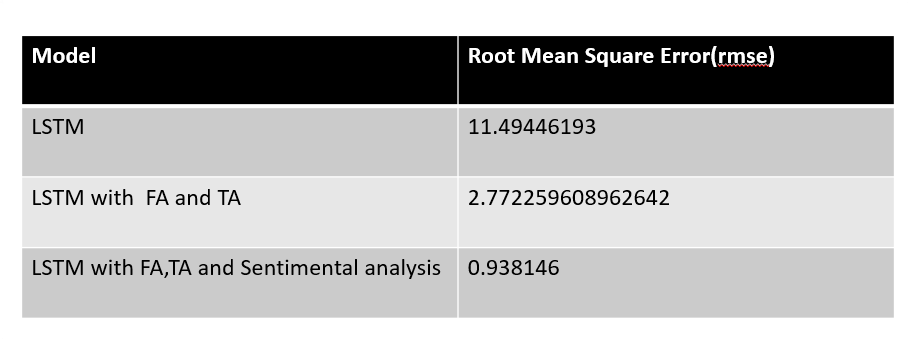 Model Root Mean Square Error(rmse)
LSTM 11.49446193
LSTM with  FA and TA 2.772259608962642
LSTM with FA,TA and Sentimental analysis 0.938146